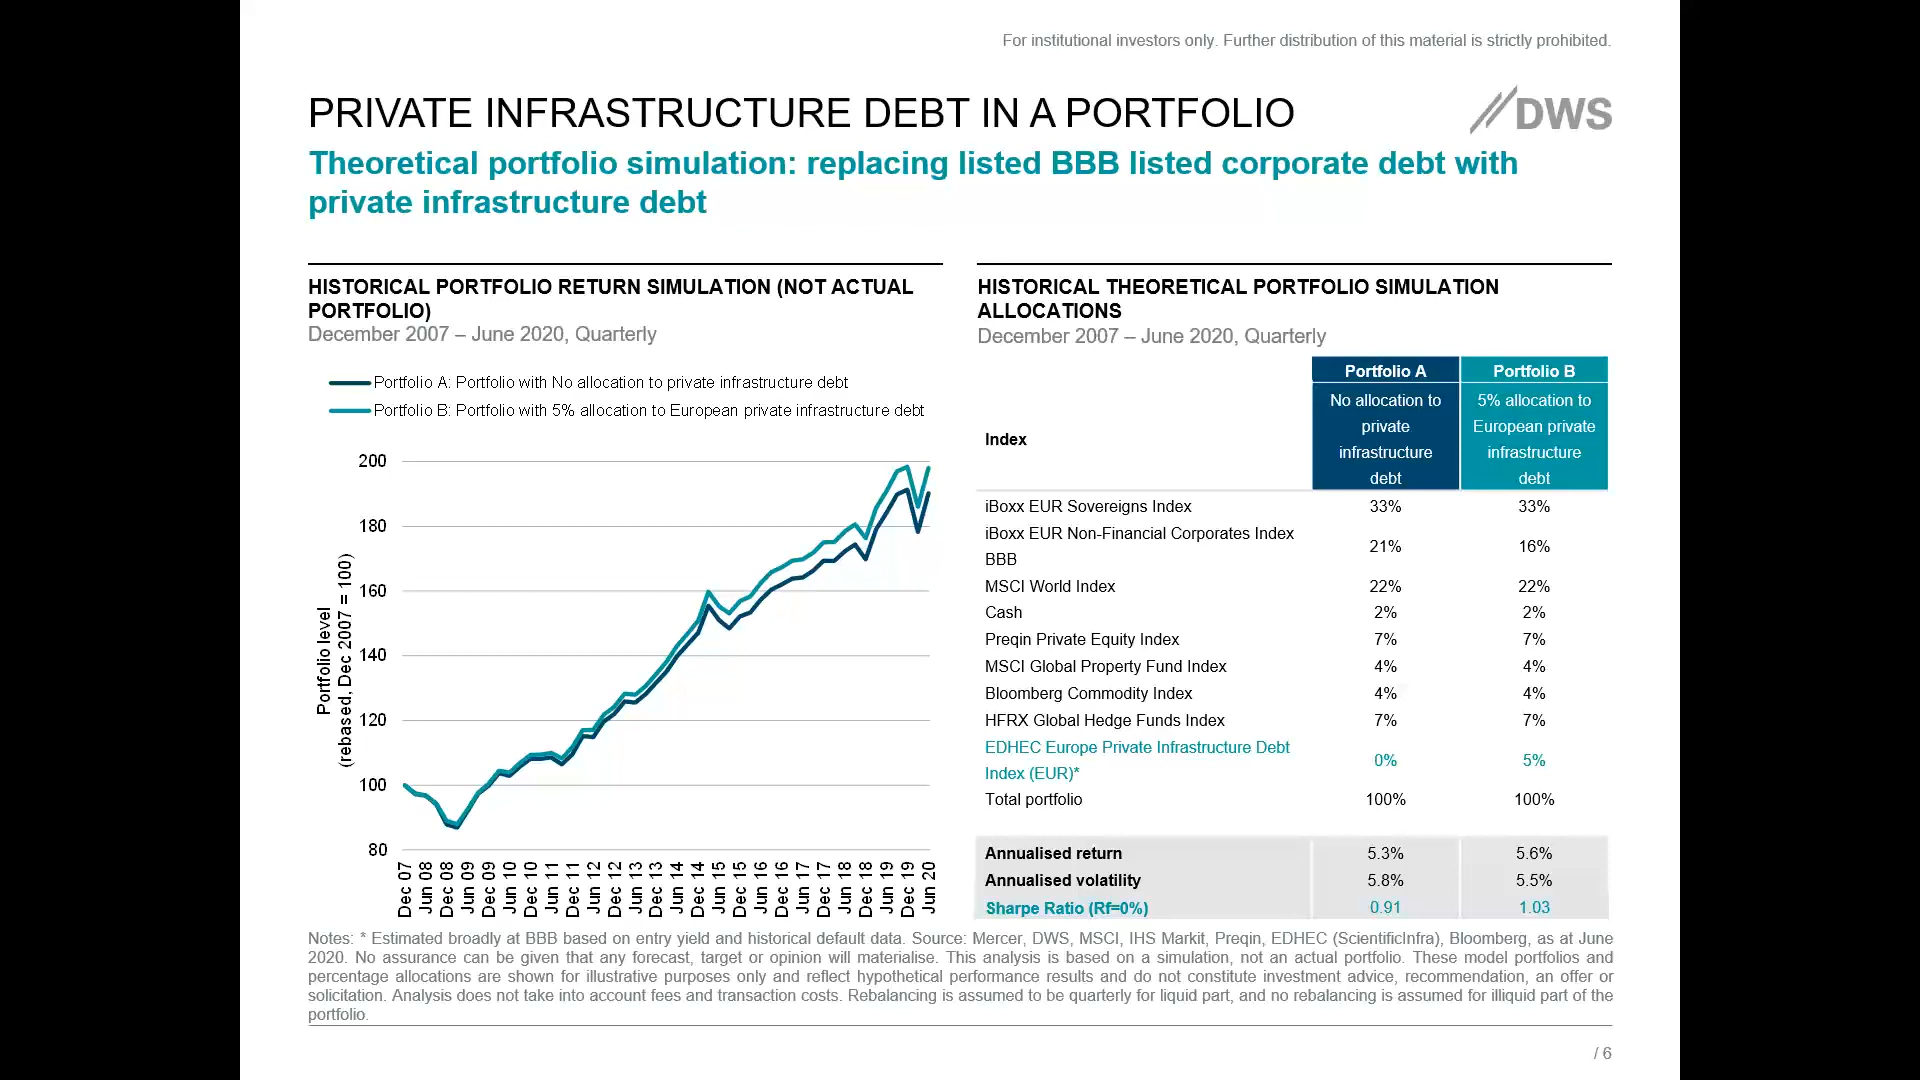 For institutional investors only. Further distribution of this material is strictly prohibited.
PRIVATE INFRASTRUCTURE DEBT IN A PORTFOLIO
DWS
Theoretical portfolio simulation: replacing listed BBB listed corporate debt with
private infrastructure debt
HISTORICAL PORTFOLIO RETURN SIMULATION (NOT ACTUAL
PORTFOLIO)
December 2007 – June 2020, Quarterly
Portfolio A: Portfolio with No allocation to private infrastructure debt
Portfolio B: Portfolio with 5% allocation to European private infrastructure debt
Portfolio level
(rebased, Dec 2007 = 100)
200
180
160
140
120
100
80
Dec 07
Jun 08
Dec 08
Jun 09
Dec 09
Jun 10
Dec 10
Jun 11
Dec 11
Jun 12
Dec 12
Jun 13
Dec 13
Jun 14
Dec 14
Jun 15
Dec 15
Jun 16
Dec 16
Jun 17
Dec 17
Jun 18
Dec 18
Jun 19
Dec 19
Jun 20
HISTORICAL THEORETICAL PORTFOLIO SIMULATION
ALLOCATIONS
December 2007 – June 2020, Quarterly
Portfolio A Portfolio B
Index
No allocation to
private
infrastructure
debt
5% allocation to
European private
infrastructure
debt
iBoxx EUR Sovereigns Index 33% 33%
iBoxx EUR Non-Financial Corporates Index
BBB 21% 16%
MSCI World Index 22% 22%
Cash 2% 2%
Preqin Private Equity Index 7% 7%
MSCI Global Property Fund Index 4% 4%
Bloomberg Commodity Index 4% 4%
HFRX Global Hedge Funds Index 7% 7%
EDHEC Europe Private Infrastructure Debt
Index (EUR)* 0% 5%
Total portfolio 100% 100%
Annualised return 5.3% 5.6%
Annualised volatility 5.8% 5.5%
Sharpe Ratio (Rf=0%) 0.91 1.03
Notes: * Estimated broadly at BBB based on entry yield and historical default data. Source: Mercer, DWS, MSCI, IHS Markit, Preqin, EDHEC (ScientificInfra), Bloomberg, as at June
2020. No assurance can be given that any forecast, target or opinion will materialise. This analysis is based on a simulation, not an actual portfolio. These model portfolios and
percentage allocations are shown for illustrative purposes only and reflect hypothetical performance results and do not constitute investment advice, recommendation, an offer or
solicitation. Analysis does not take into account fees and transaction costs. Rebalancing is assumed to be quarterly for liquid part, and no rebalancing is assumed for illiquid part of the
portfolio.
/ 6